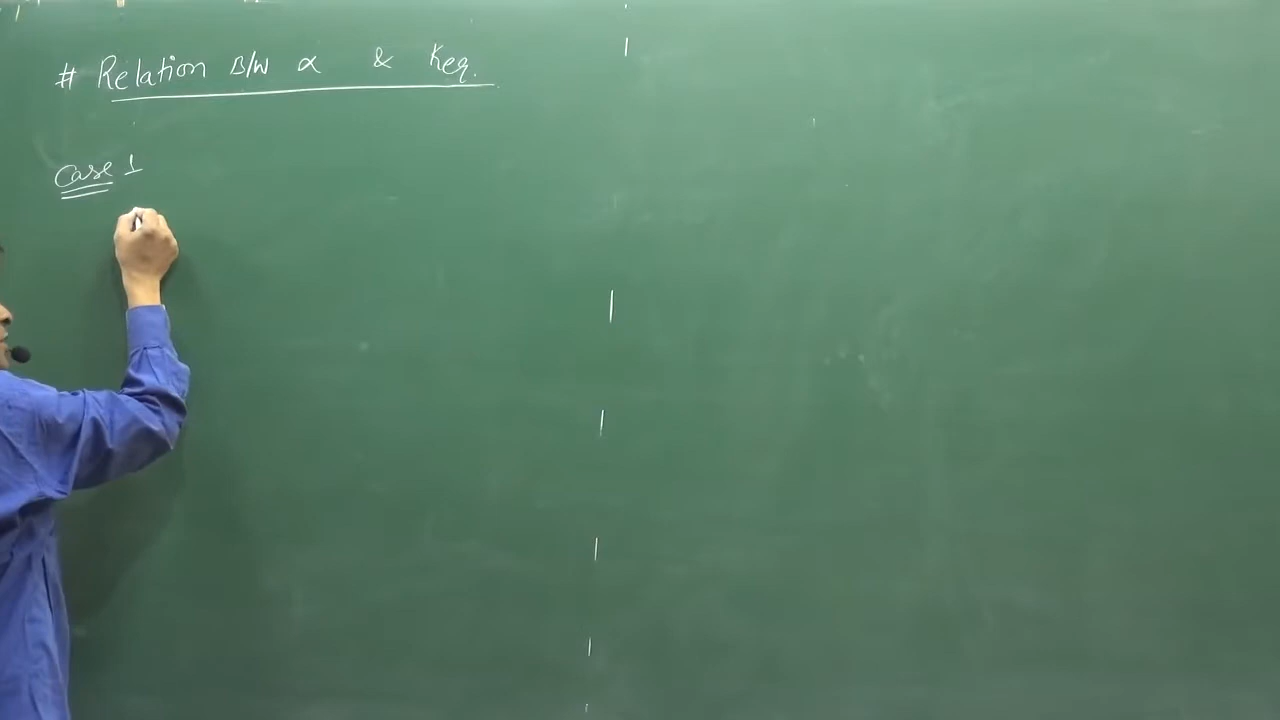 # Relation B/W α & Keq.
Case 1